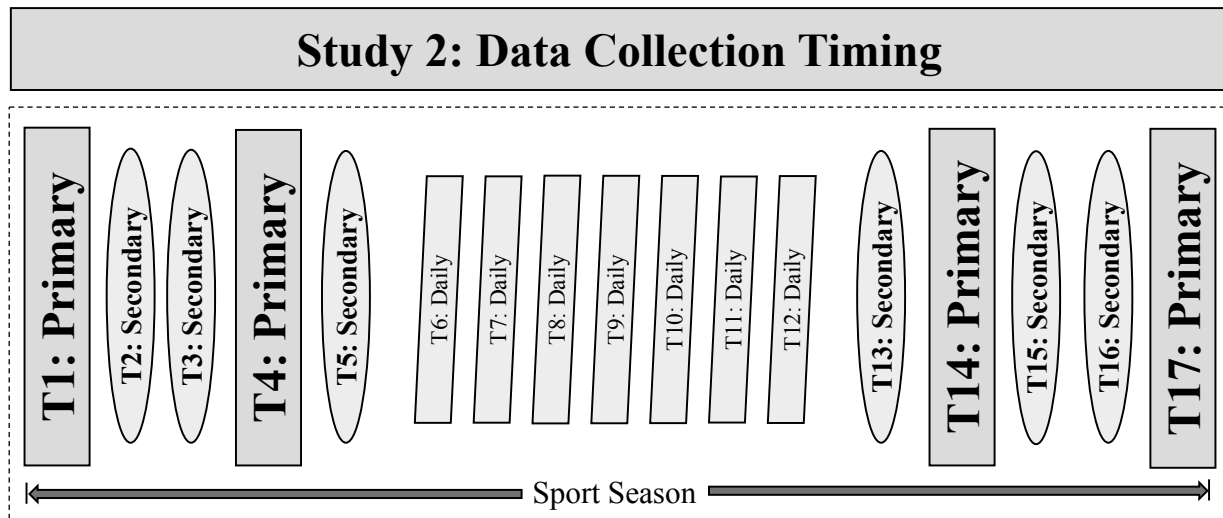 Study 2: Data Collection Timing
T1: Primary
T2: Secondary
T3: Secondary
T4: Primary
T5: Secondary
T6: Daily
T7: Daily
T8: Daily
T9: Daily
T10: Daily
T11: Daily
T12: Daily
T13: Secondary
T14: Primary
T15: Secondary
T16: Secondary
T17: Primary
Sport Season